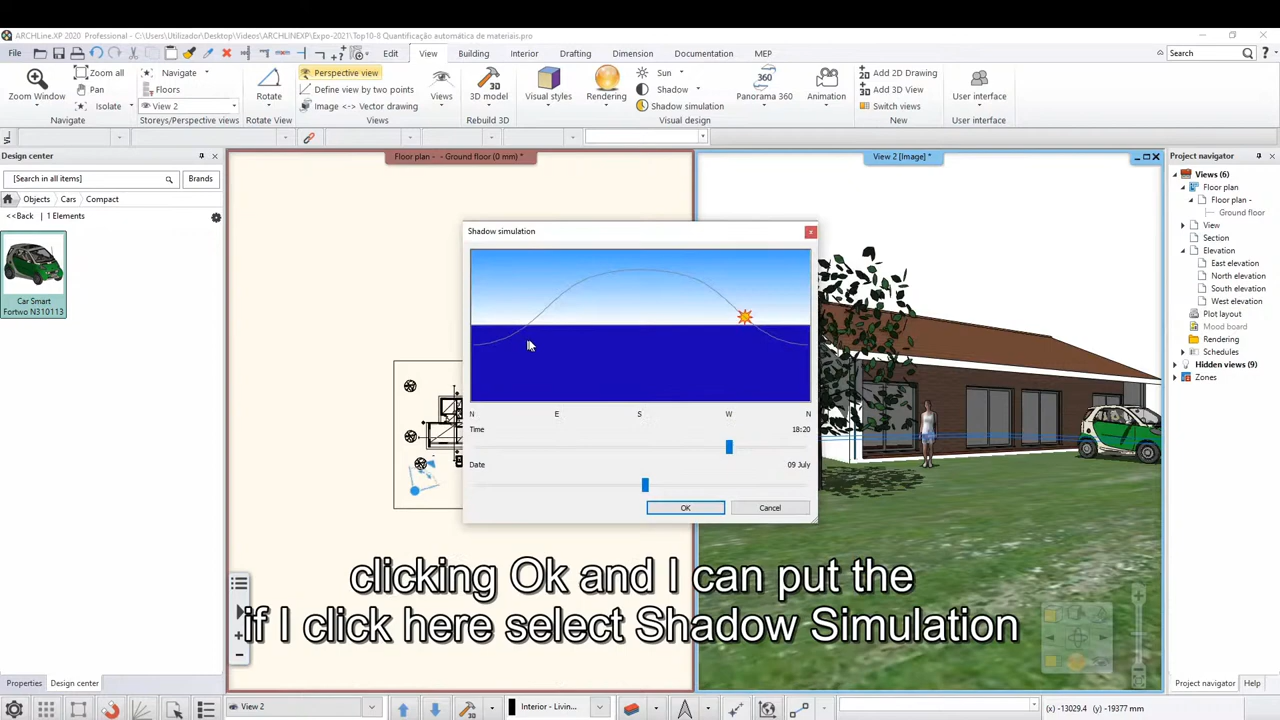 ARCHLine.XP 2020 Professional - C:\Users\Utilizador\Desktop\Videos\ARCHLINEXP\Expo-2021\Top10-8 Quantificação automática de materiais.pro
File Edit View Building Interior Drafting Dimension Documentation MEP Search
Zoom Window
Zoom all
Pan
Isolate
Navigate
Navigate
Floors
View 2
Storeys/Perspective views
Rotate
Rotate View
Perspective view
Define view by two points
Image <-> Vector drawing
Views
Views
3D model
Rebuild 3D
Visual styles
Rendering
Sun
Shadow
Shadow simulation
Panorama 360
Animation
Visual design
Add 2D Drawing
Add 3D View
Switch views
New
User interface
User interface
Design center
[Search in all items]
Brands
Objects Cars Compact
<<Back 1 Elements
Car Smart
Fortwo N310113
Properties Design center
Floor plan - - Ground floor (0 mm) *
View 2 [Image] *
Shadow simulation
N E S W N
Time 18:20
Date 09 July
OK Cancel
clicking Ok and I can put the
if I click here select Shadow Simulation
Project navigator
Views (6)
Floor plan
Floor plan -
Ground floor
View
Section
Elevation
East elevation
North elevation
South elevation
West elevation
Plot layout
Mood board
Rendering
Schedules
Hidden views (9)
Zones
Project navigator Help
View 2
Interior - Livin...
(X) -13029.4 (Y) -19377 mm